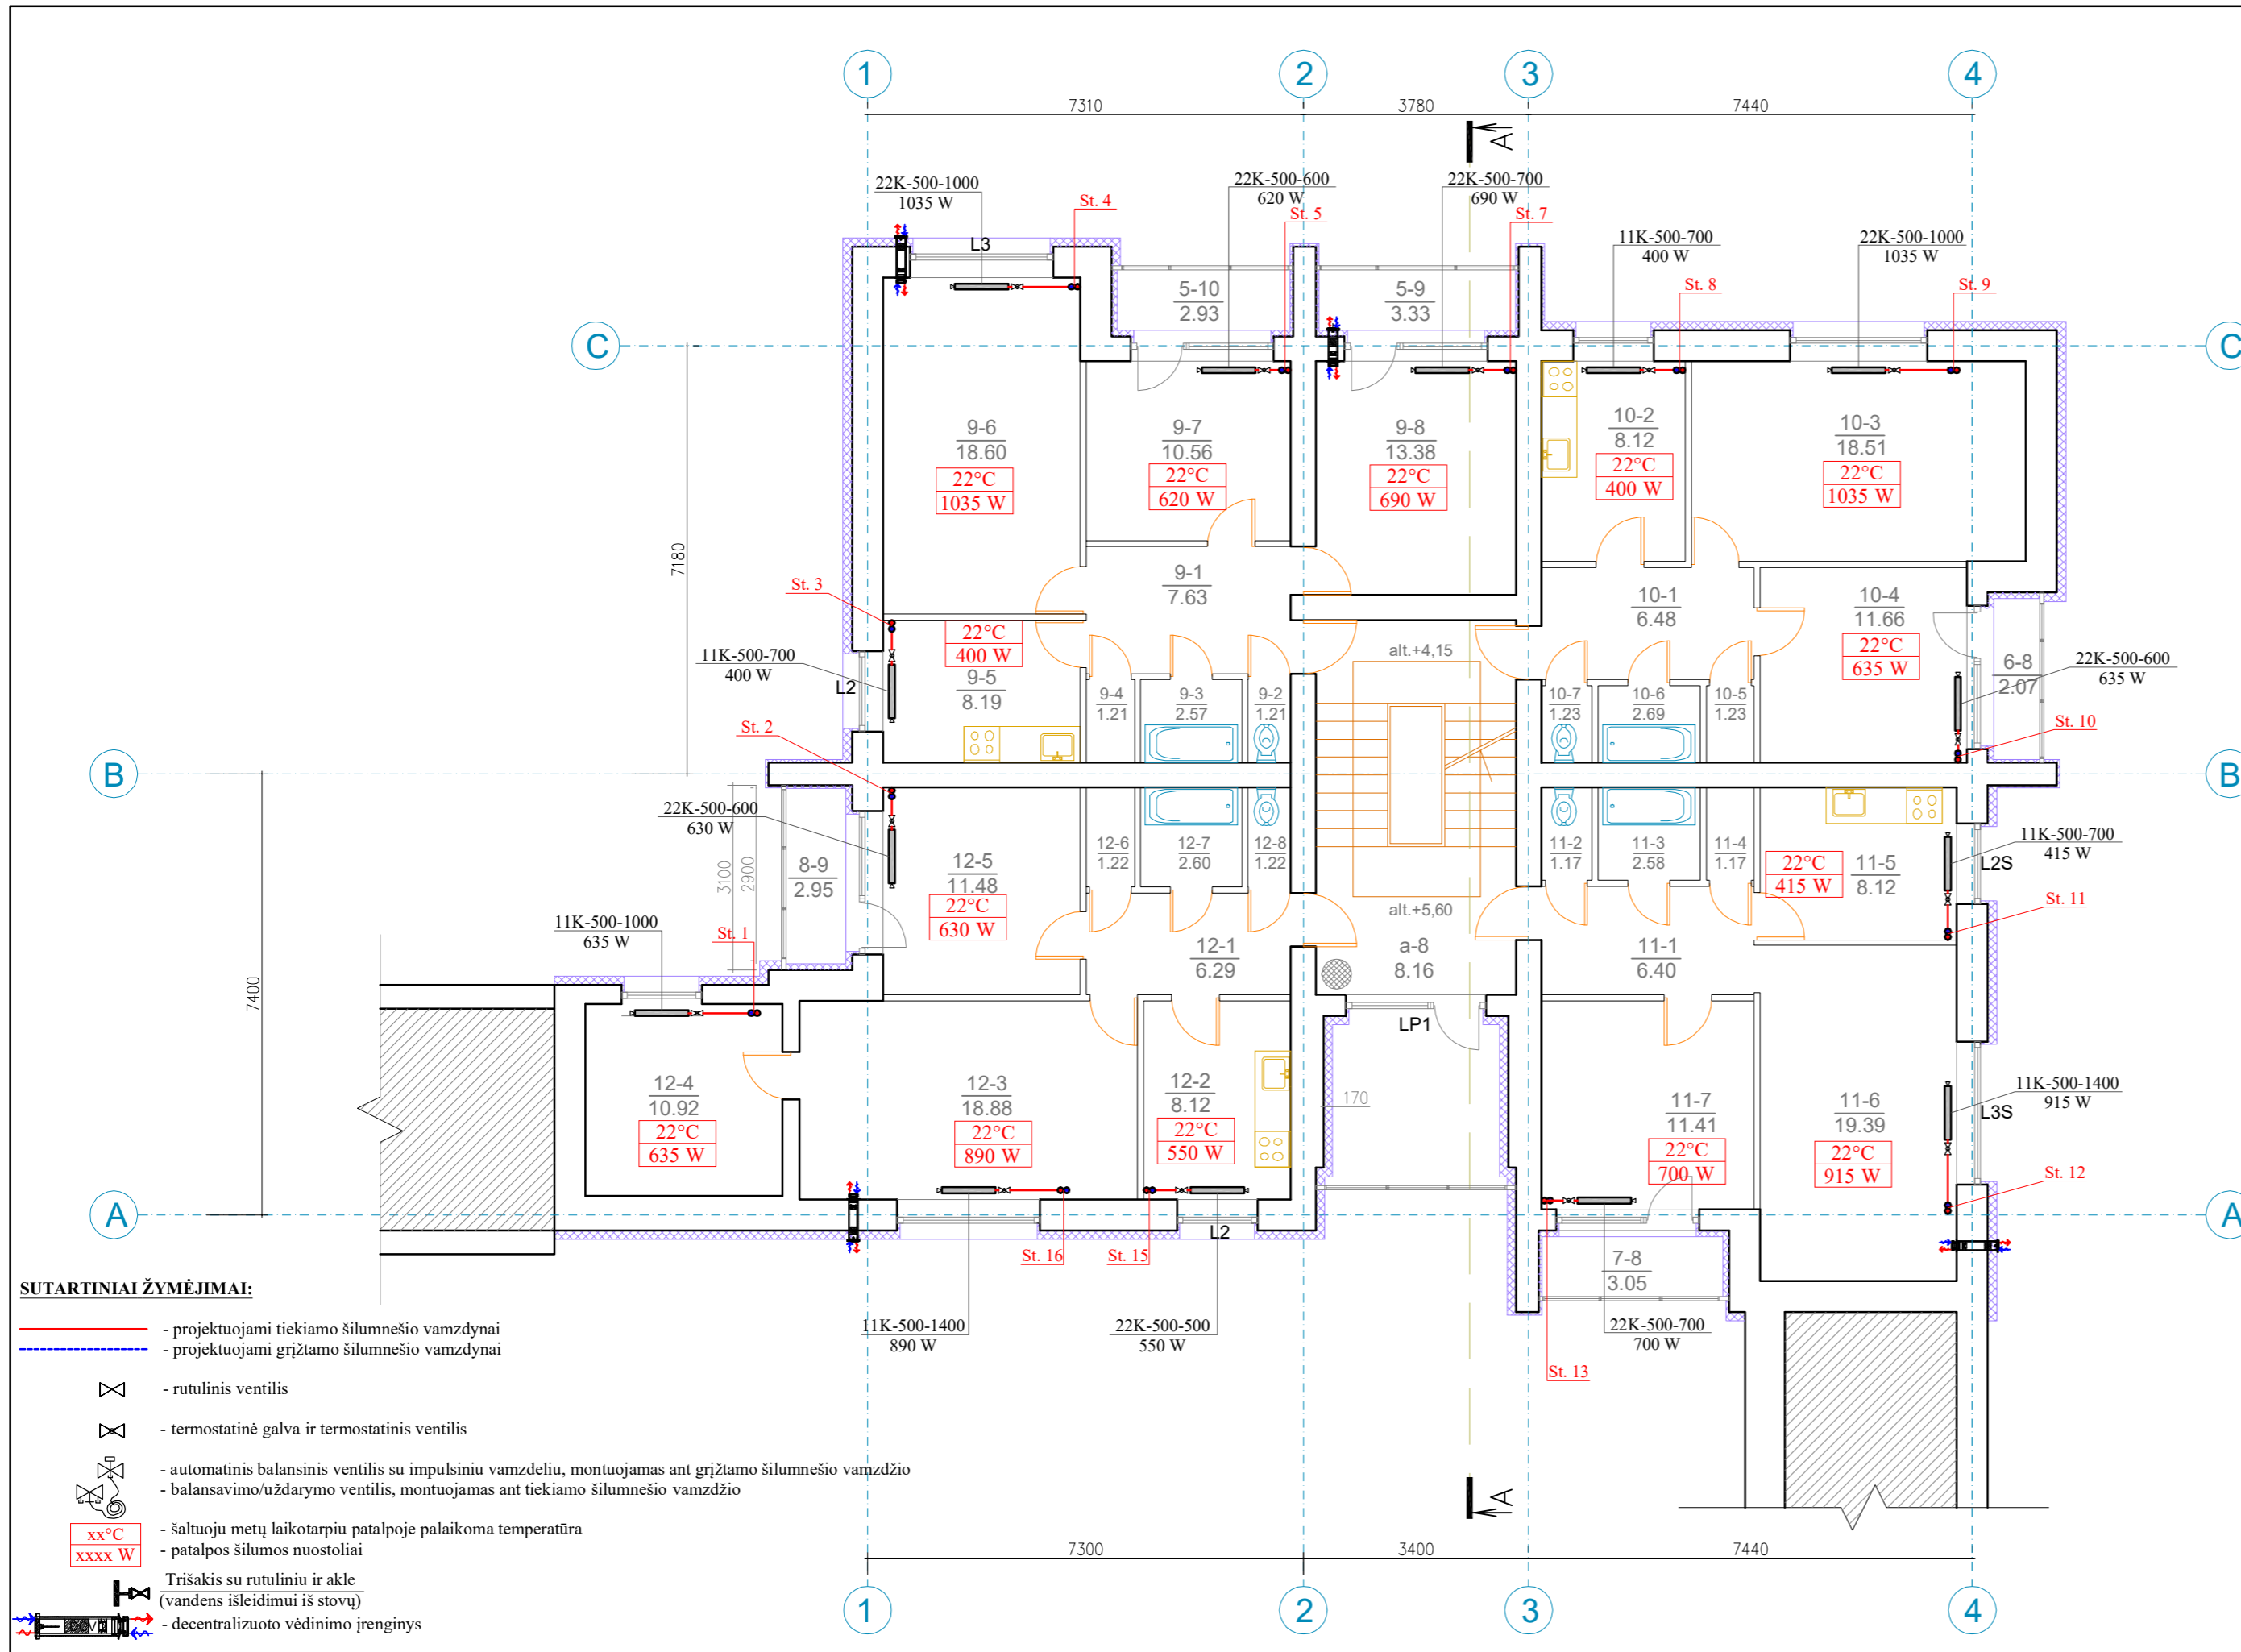 1
2
3
4
7310
3780
7440
A
22K-500-1000
1035 W
St. 4
22K-500-600
620 W
St. 5
22K-500-700
690 W
St. 7
11K-500-700
400 W
St. 8
22K-500-1000
1035 W
St. 9
L3
5-10
2.93
5-9
3.33
C
C
9-6
18.60
22°C
1035 W
9-7
10.56
22°C
620 W
9-8
13.38
22°C
690 W
10-2
8.12
22°C
400 W
10-3
18.51
22°C
1035 W
7180
St. 3
9-1
7.63
10-1
6.48
10-4
11.66
22°C
635 W
11K-500-700
400 W
L2
22°C
400 W
9-5
8.19
alt.+4,15
6-8
2.07
22K-500-600
635 W
9-4
1.21
9-3
2.57
9-2
1.21
10-7
1.23
10-6
2.69
10-5
1.23
St. 2
St. 10
B
B
22K-500-600
630 W
3100
2900
8-9
2.95
12-5
11.48
22°C
630 W
12-6
1.22
12-7
2.60
12-8
1.22
11-2
1.17
11-3
2.58
11-4
1.17
22°C
415 W
11-5
8.12
11K-500-700
415 W
L2S
St. 11
alt.+5,60
11K-500-1000
635 W
St. 1
12-1
6.29
a-8
8.16
11-1
6.40
7400
LP1
12-4
10.92
22°C
635 W
12-3
18.88
22°C
890 W
12-2
8.12
22°C
550 W
170
11-7
11.41
22°C
700 W
11-6
19.39
22°C
915 W
11K-500-1400
915 W
L3S
St. 12
A
A
L2
St. 16
St. 15
7-8
3.05
11K-500-1400
890 W
22K-500-500
550 W
22K-500-700
700 W
St. 13
A
SUTARTINIAI ŽYMĖJIMAI:
- projektuojami tiekiamo šilumnešio vamzdynai
- projektuojami grįžtamo šilumnešio vamzdynai
- rutulinis ventilis
- termostatinė galva ir termostatinis ventilis
- automatinis balansinis ventilis su impulsiniu vamzdeliu, montuojamas ant grįžtamo šilumnešio vamzdžio
- balansavimo/uždarymo ventilis, montuojamas ant tiekiamo šilumnešio vamzdžio
xx°C
xxxx W
- šaltuoju metų laikotarpiu patalpoje palaikoma temperatūra
- patalpos šilumos nuostoliai
Trišakis su rutuliniu ir akle
(vandens išleidimui iš stovų)
- decentralizuoto vėdinimo įrenginys
7300
3400
7440
1
2
3
4